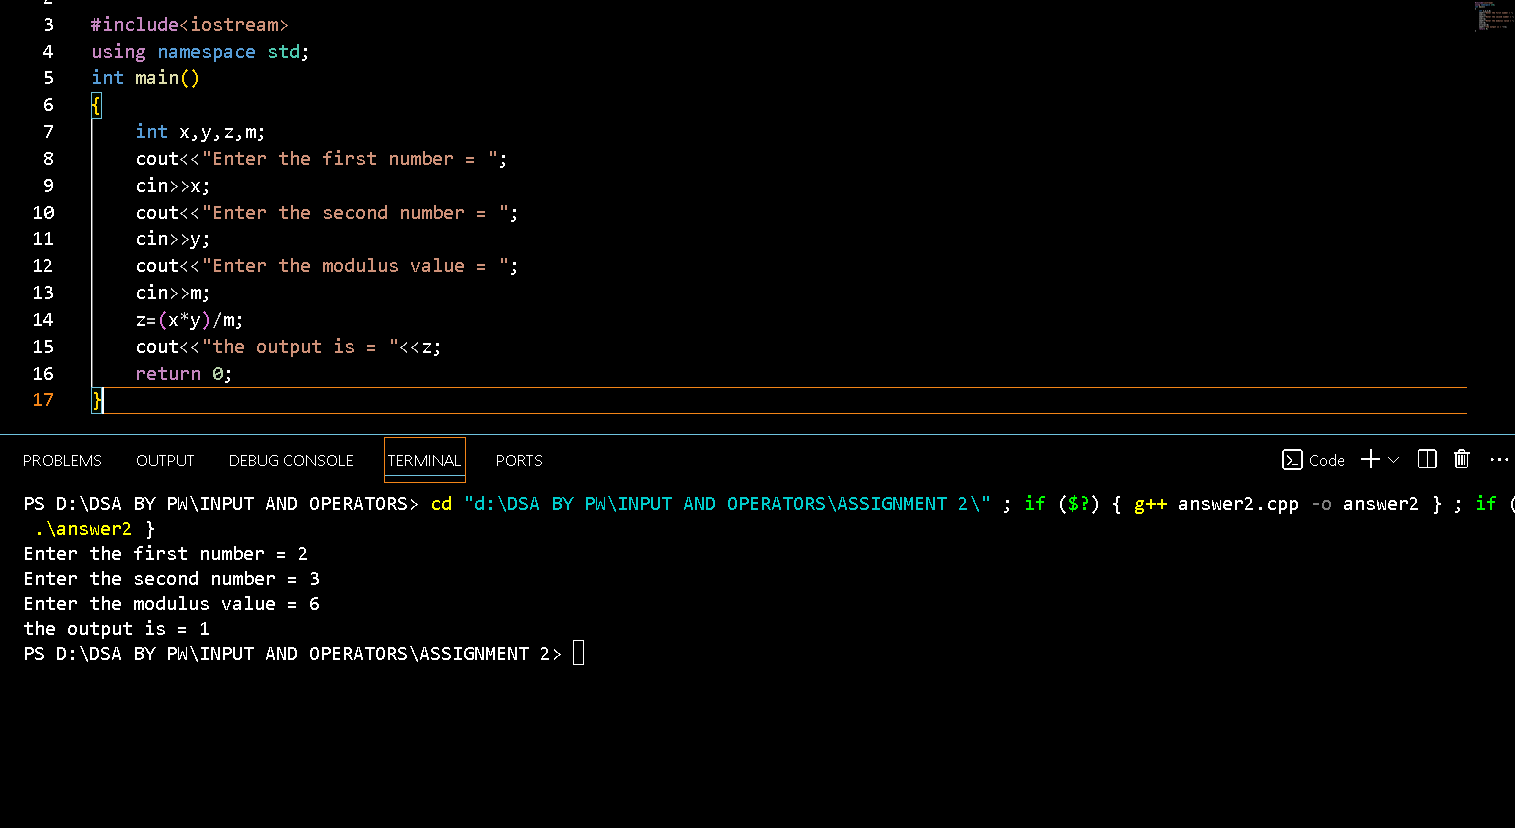 3 #include<iostream>
4 using namespace std;
5 int main()
6 {
7 int x,y,z,m;
8 cout<<"Enter the first number = ";
9 cin>>x;
10 cout<<"Enter the second number = ";
11 cin>>y;
12 cout<<"Enter the modulus value = ";
13 cin>>m;
14 z=(x*y)/m;
15 cout<<"the output is = "<<z;
16 return 0;
17 }
PROBLEMS OUTPUT DEBUG CONSOLE TERMINAL PORTS Code
PS D:\DSA BY PW\INPUT AND OPERATORS> cd "d:\DSA BY PW\INPUT AND OPERATORS\ASSIGNMENT 2\" ; if ($?) { g++ answer2.cpp -o answer2 } ; if (
.\answer2 }
Enter the first number = 2
Enter the second number = 3
Enter the modulus value = 6
the output is = 1
PS D:\DSA BY PW\INPUT AND OPERATORS\ASSIGNMENT 2>